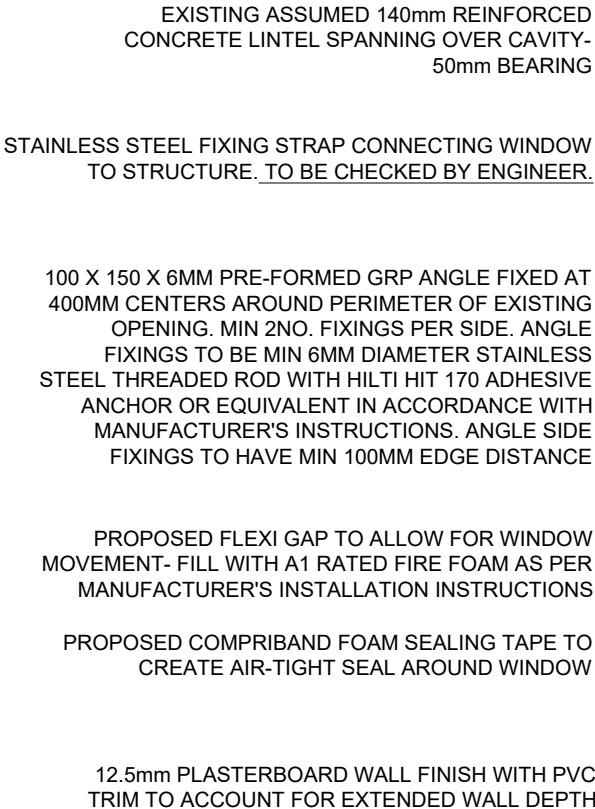 EXISTING ASSUMED 140mm REINFORCED
CONCRETE LINTEL SPANNING OVER CAVITY-
50mm BEARING
STAINLESS STEEL FIXING STRAP CONNECTING WINDOW
TO STRUCTURE. TO BE CHECKED BY ENGINEER.
100 X 150 X 6MM PRE-FORMED GRP ANGLE FIXED AT
400MM CENTERS AROUND PERIMETER OF EXISTING
OPENING. MIN 2NO. FIXINGS PER SIDE. ANGLE
FIXINGS TO BE MIN 6MM DIAMETER STAINLESS
STEEL THREADED ROD WITH HILTI HIT 170 ADHESIVE
ANCHOR OR EQUIVALENT IN ACCORDANCE WITH
MANUFACTURER'S INSTRUCTIONS. ANGLE SIDE
FIXINGS TO HAVE MIN 100MM EDGE DISTANCE
PROPOSED FLEXI GAP TO ALLOW FOR WINDOW
MOVEMENT- FILL WITH A1 RATED FIRE FOAM AS PER
MANUFACTURER'S INSTALLATION INSTRUCTIONS
PROPOSED COMPRIBAND FOAM SEALING TAPE TO
CREATE AIR-TIGHT SEAL AROUND WINDOW
12.5mm PLASTERBOARD WALL FINISH WITH PVC
TRIM TO ACCOUNT FOR EXTENDED WALL DEPTH